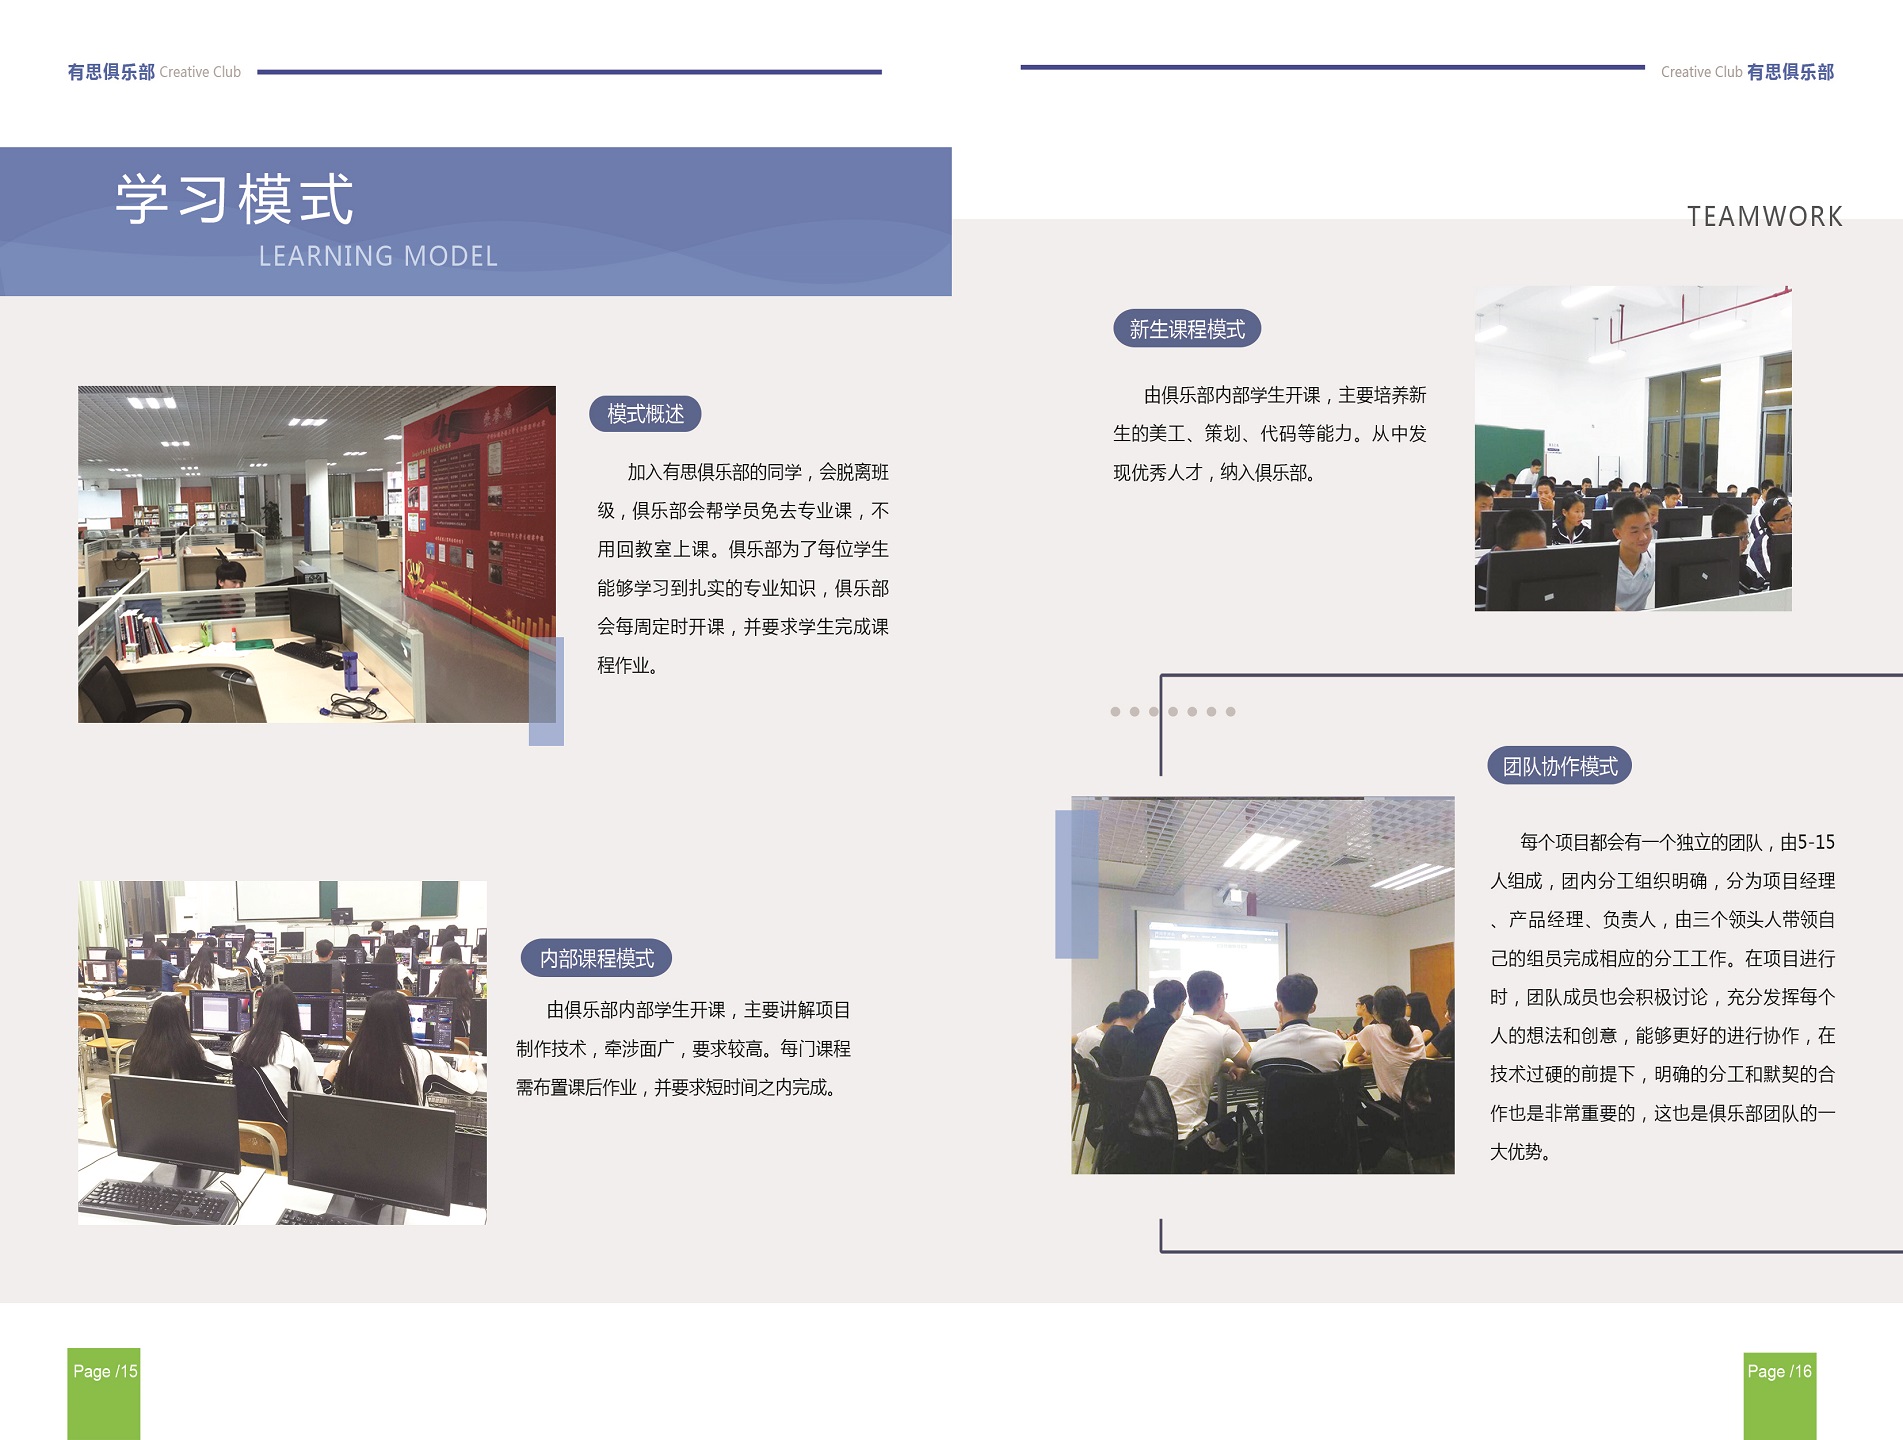 有思俱乐部 Creative Club
学习模式
LEARNING MODEL
模式概述
加入有思俱乐部的同学，会脱离班
级，俱乐部会帮学员免去专业课，不
用回教室上课。俱乐部为了每位学生
能够学习到扎实的专业知识，俱乐部
会每周定时开课，并要求学生完成课
程作业。
内部课程模式
由俱乐部内部学生开课，主要讲解项目
制作技术，牵涉面广，要求较高。每门课程
需布置课后作业，并要求短时间之内完成。
Page /15
Creative Club 有思俱乐部
TEAMWORK
新生课程模式
由俱乐部内部学生开课，主要培养新
生的美工、策划、代码等能力。从中发
现优秀人才，纳入俱乐部。
团队协作模式
每个项目都会有一个独立的团队，由5-15
人组成，团内分工组织明确，分为项目经理
、产品经理、负责人，由三个领头人带领自
己的组员完成相应的分工工作。在项目进行
时，团队成员也会积极讨论，充分发挥每个
人的想法和创意，能够更好的进行协作，在
技术过硬的前提下，明确的分工和默契的合
作也是非常重要的，这也是俱乐部团队的一
大优势。
Page /16